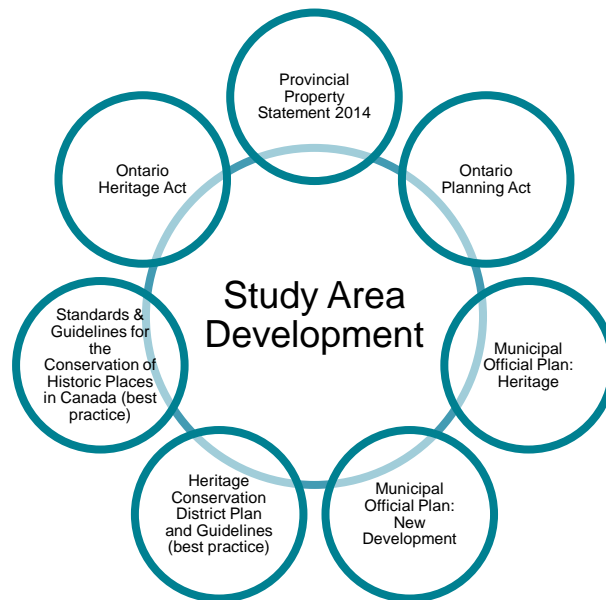 Provincial
Property
Statement 2014
Ontario
Heritage Act
Ontario
Planning Act
Study Area
Development
Standards &
Guidelines for
the
Conservation of
Historic Places
in Canada (best
practice)
Municipal
Official Plan:
Heritage
Heritage
Conservation
District Plan
and Guidelines
(best practice)
Municipal
Official Plan:
New
Development